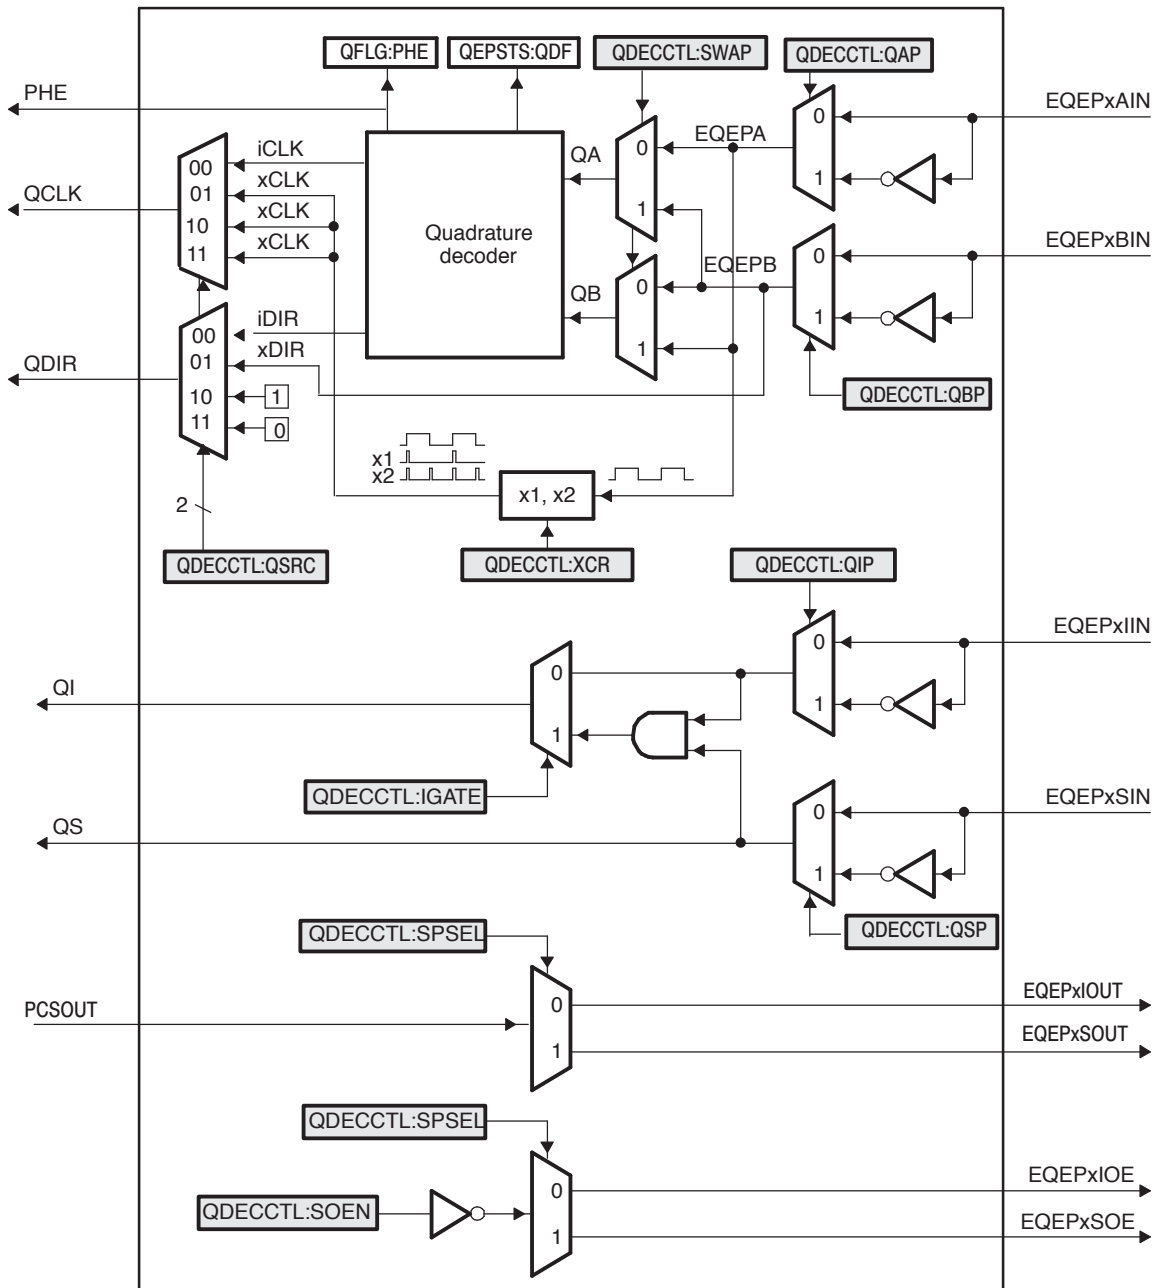 QFLG:PHE
QEPSTS:QDF
QDECCTL:SWAP
QDECCTL:QAP
PHE
EQEPxAIN
0
EQEPA
iCLK
QA
0
00
xCLK
01
1
QCLK
xCLK
1
10
Quadrature
decoder
xCLK
11
EQEPxBIN
0
EQEPB
QB
0
iDIR
1
00
xDIR
1
01
QDIR
10
1
QDECCTL:QBP
11
0
x1
x2
x1, x2
2
QDECCTL:QSRC
QDECCTL:XCR
QDECCTL:QIP
EQEPxIIN
0
0
QI
1
1
QDECCTL:IGATE
EQEPxSIN
0
QS
1
QDECCTL:SPSEL
QDECCTL:QSP
PCSOUT
0
EQEPxIOUT
1
EQEPxSOUT
QDECCTL:SPSEL
0
EQEPxIOE
QDECCTL:SOEN
1
EQEPxSOE